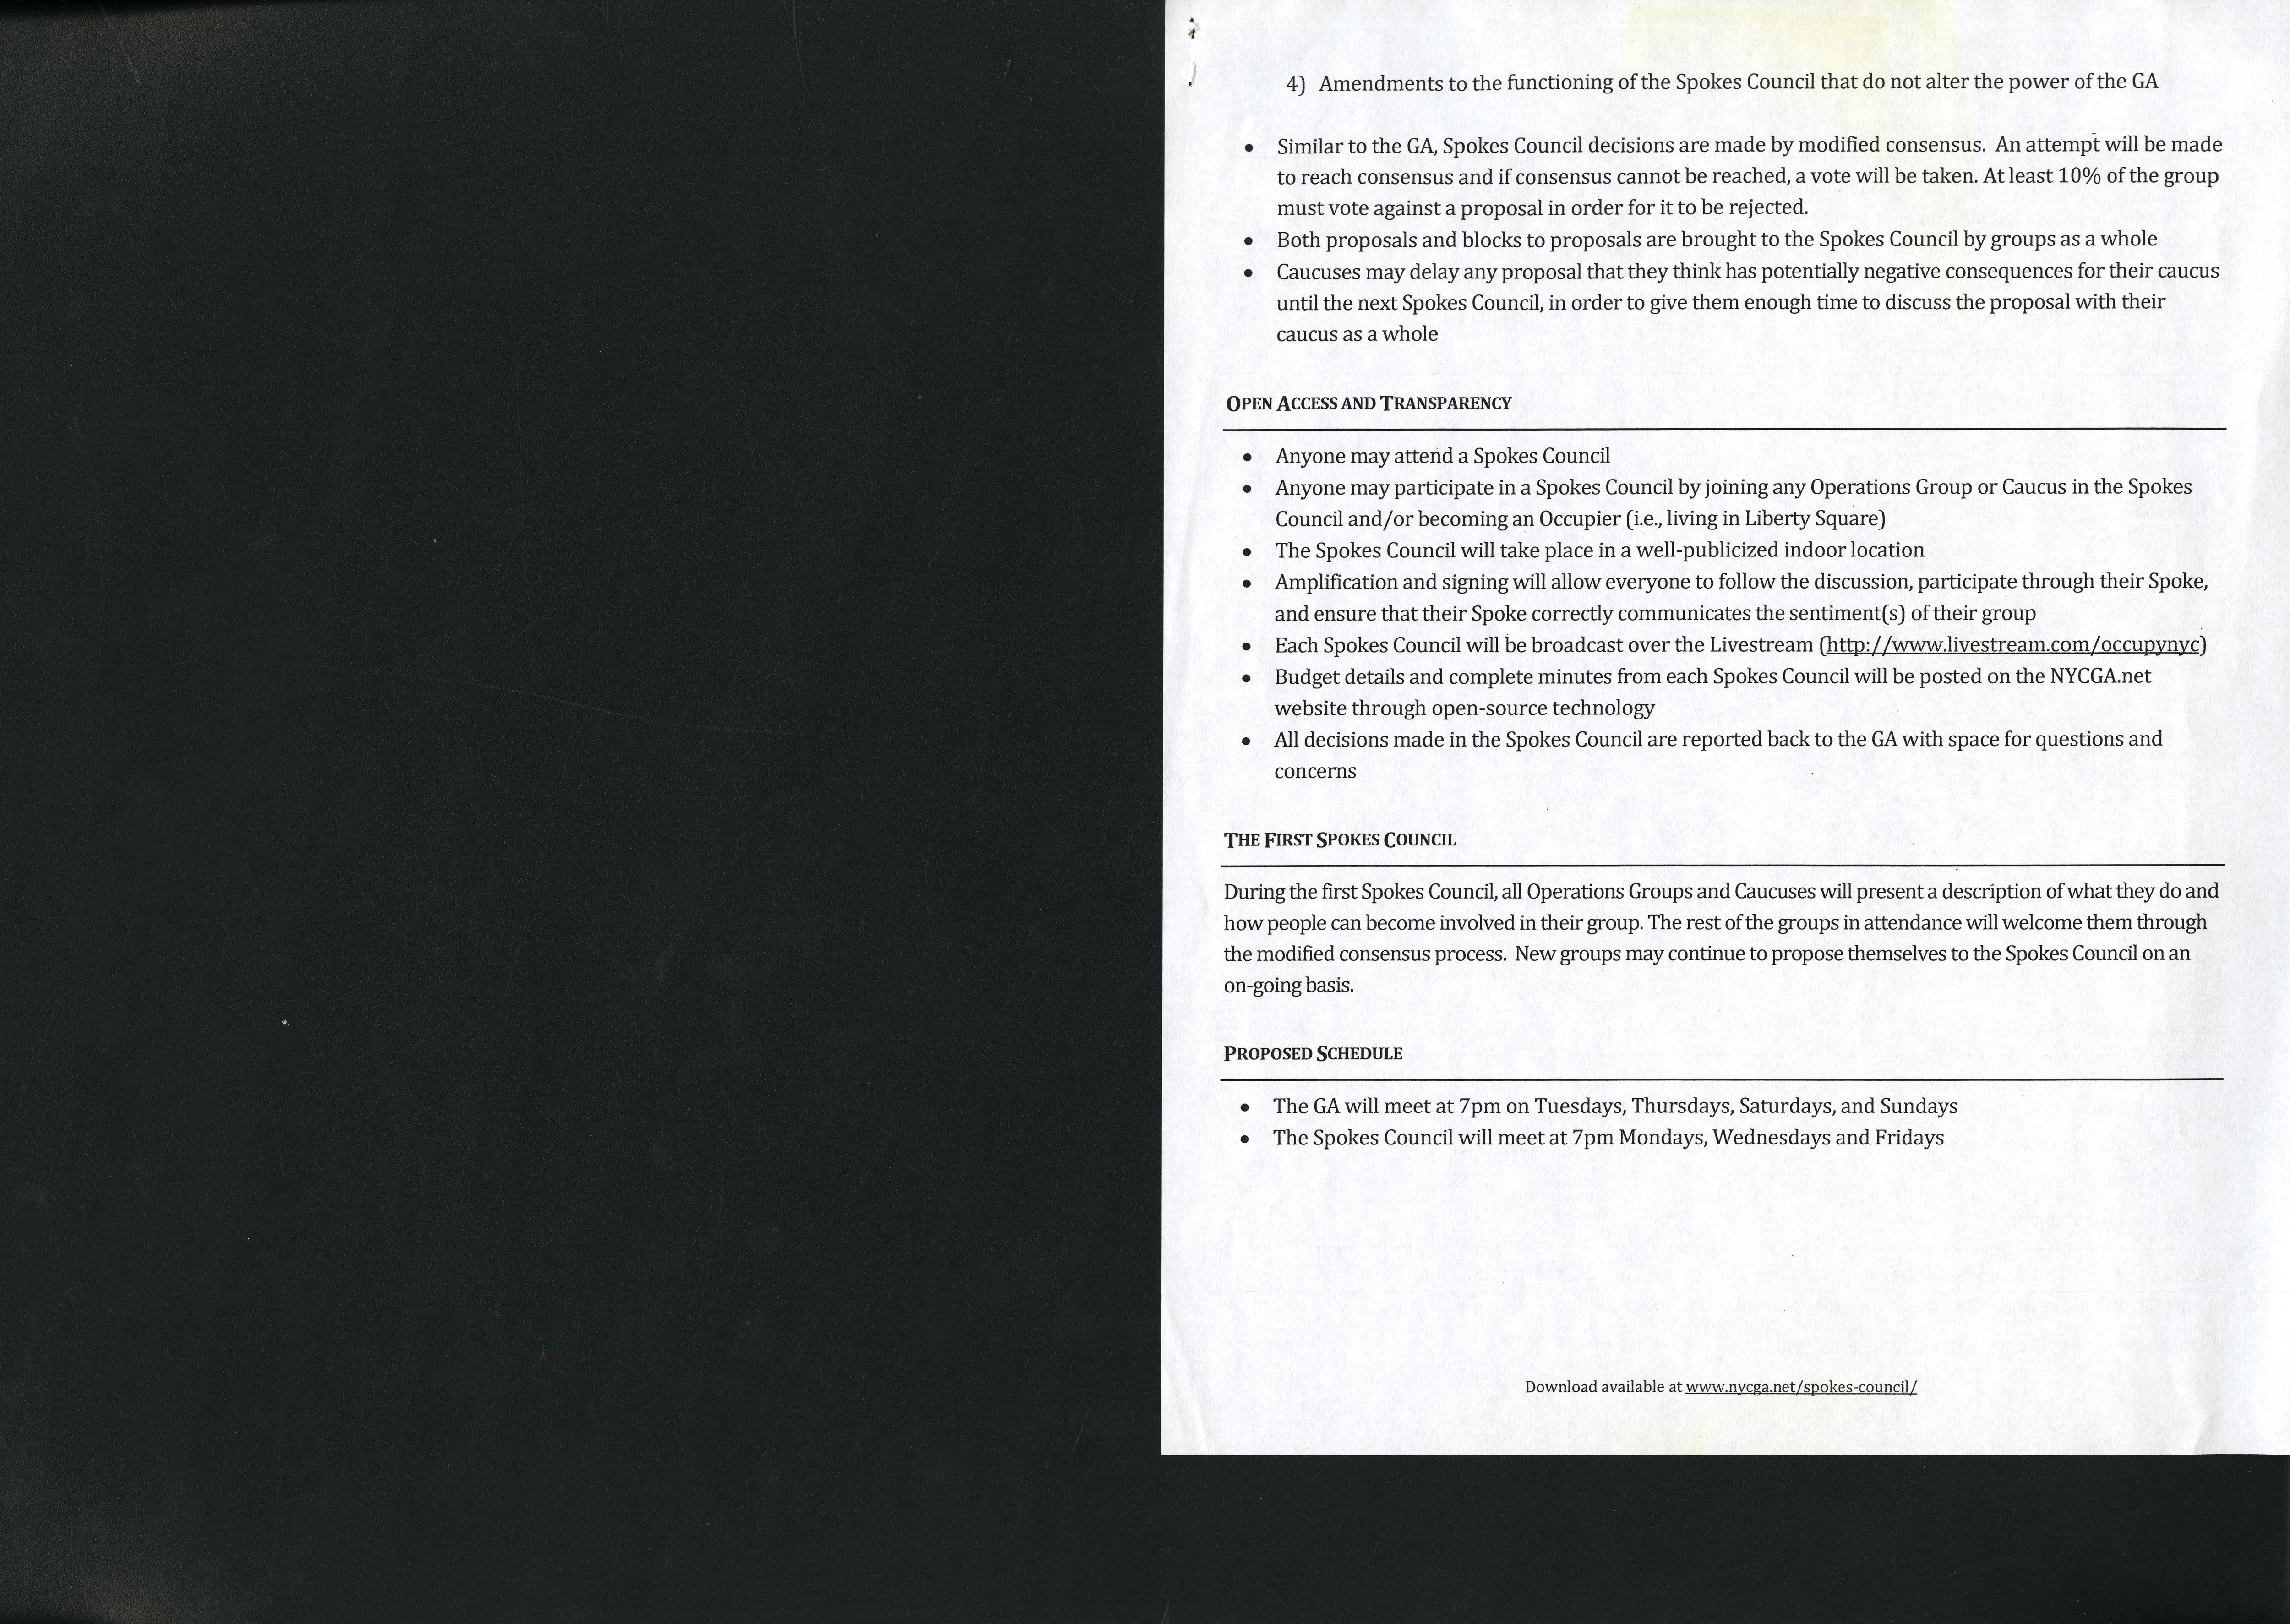 4) Amendments to the functioning of the Spokes Council that do not alter the power of the GA
• Similar to the GA, Spokes Council decisions are made by modified consensus. An attempt will be made
to reach consensus and if consensus cannot be reached, a vote will be taken. At least 10% of the group
must vote against a proposal in order for it to be rejected.
• Both proposals and blocks to proposals are brought to the Spokes Council by groups as a whole
• Caucuses may delay any proposal that they think has potentially negative consequences for their caucus
until the next Spokes Council, in order to give them enough time to discuss the proposal with their
caucus as a whole
OPEN ACCESS AND TRANSPARENCY
• Anyone may attend a Spokes Council
• Anyone may participate in a Spokes Council by joining any Operations Group or Caucus in the Spokes
Council and/or becoming an Occupier (i.e., living in Liberty Square)
• The Spokes Council will take place in a well-publicized indoor location
• Amplification and signing will allow everyone to follow the discussion, participate through their Spoke,
and ensure that their Spoke correctly communicates the sentiment(s) of their group
• Each Spokes Council will be broadcast over the Livestream (http://www.livestream.com/occupynyc)
• Budget details and complete minutes from each Spokes Council will be posted on the NYCGA.net
website through open-source technology
• All decisions made in the Spokes Council are reported back to the GA with space for questions and
concerns
THE FIRST SPOKES COUNCIL
During the first Spokes Council, all Operations Groups and Caucuses will present a description of what they do and
how people can become involved in their group. The rest of the groups in attendance will welcome them through
the modified consensus process. New groups may continue to propose themselves to the Spokes Council on an
on-going basis.
PROPOSED SCHEDULE
• The GA will meet at 7pm on Tuesdays, Thursdays, Saturdays, and Sundays
• The Spokes Council will meet at 7pm Mondays, Wednesdays and Fridays
Download available at www.nycga.net/spokes-council/